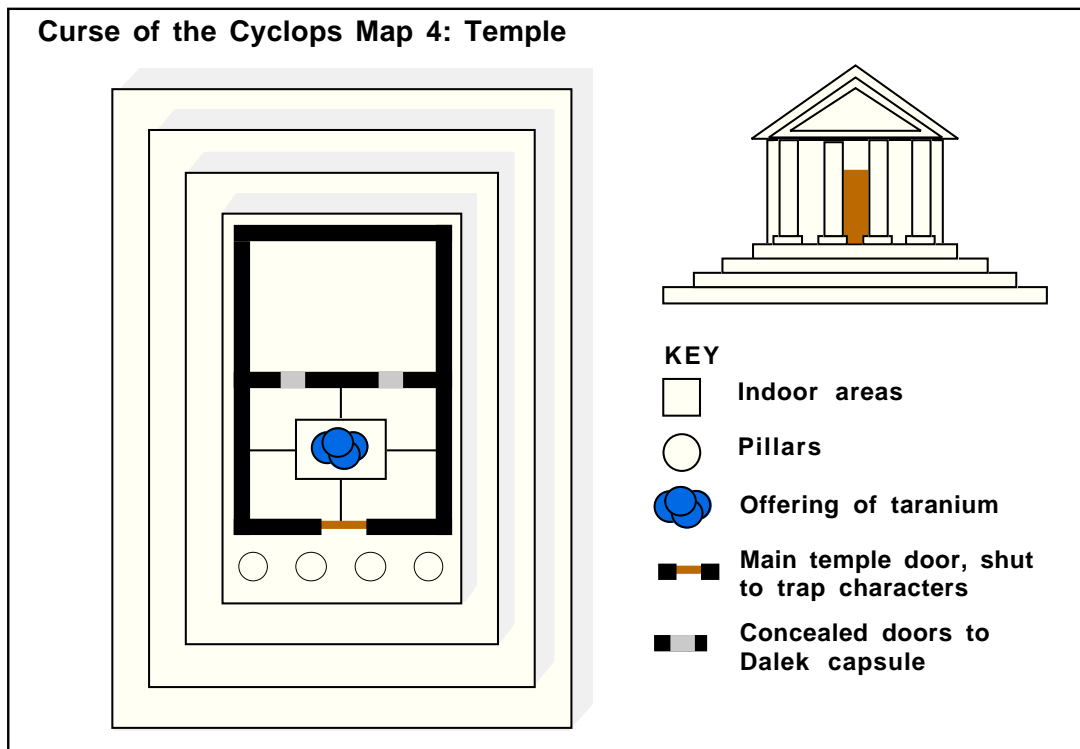 Curse of the Cyclops Map 4: Temple
KEY
Indoor areas
Pillars
Offering of taranium
Main temple door, shut
to trap characters
Concealed doors to
Dalek capsule